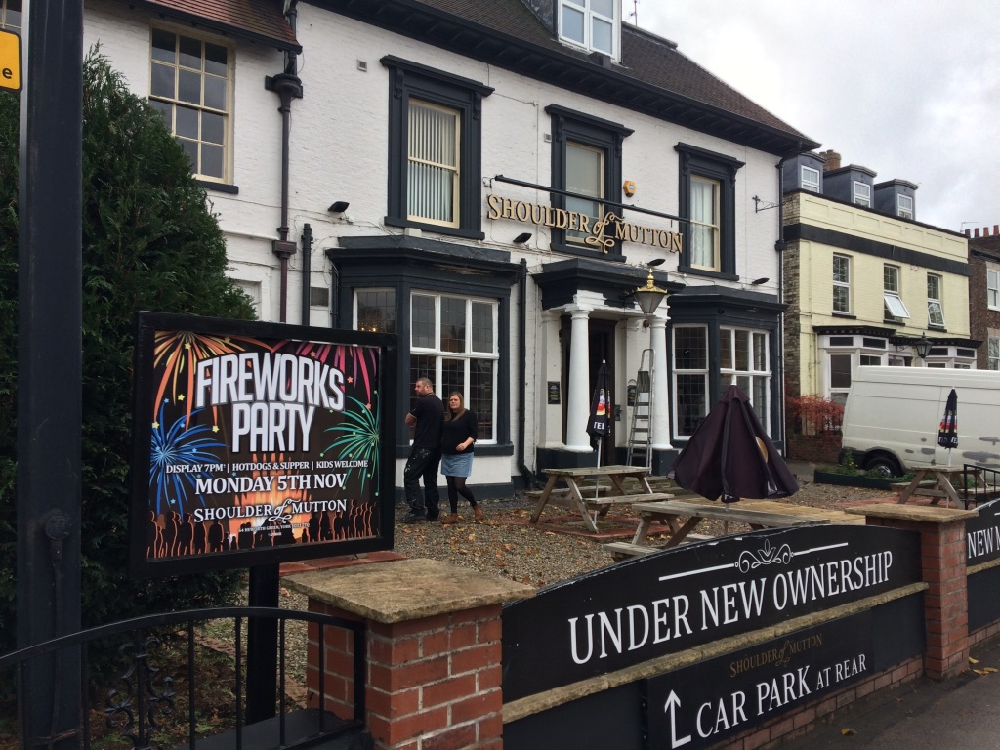 e
SHOULDER of MUTTON
FIREWORKS
PARTY
DISPLAY 7PM | HOTDOGS & SUPPER | KIDS WELCOME
MONDAY 5TH NOV
SHOULDER of MUTTON
UNDER NEW OWNERSHIP
SHOULDER of MUTTON
CAR PARK AT REAR